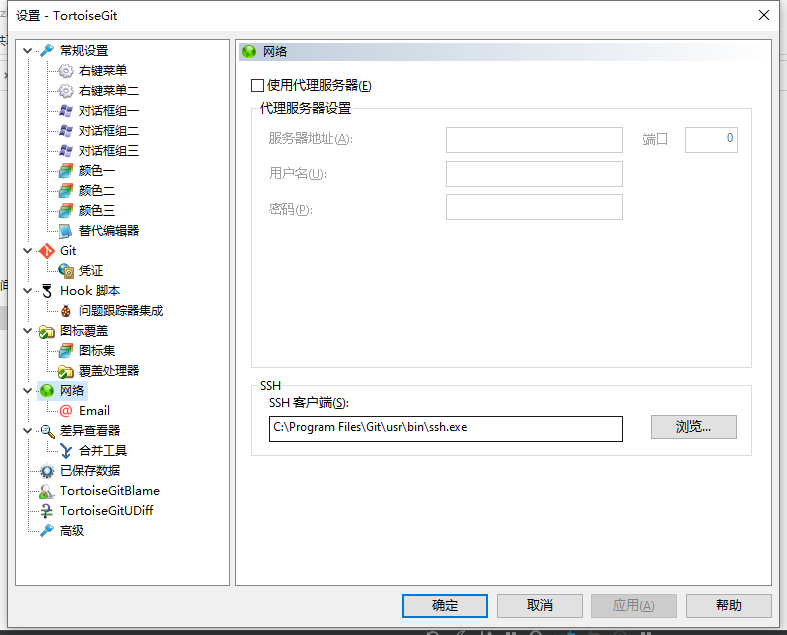 设置 - TortoiseGit
常规设置
右键菜单
右键菜单二
对话框组一
对话框组二
对话框组三
颜色一
颜色二
颜色三
替代编辑器
Git
凭证
Hook 脚本
问题跟踪器集成
图标覆盖
图标集
覆盖处理器
网络
Email
差异查看器
合并工具
已保存数据
TortoiseGitBlame
TortoiseGitUDiff
高级
网络
使用代理服务器(E)
代理服务器设置
服务器地址(A): 端口 0
用户名(U):
密码(P):
SSH
SSH 客户端(S):
C:\Program Files\Git\usr\bin\ssh.exe 浏览...
确定 取消 应用(A) 帮助